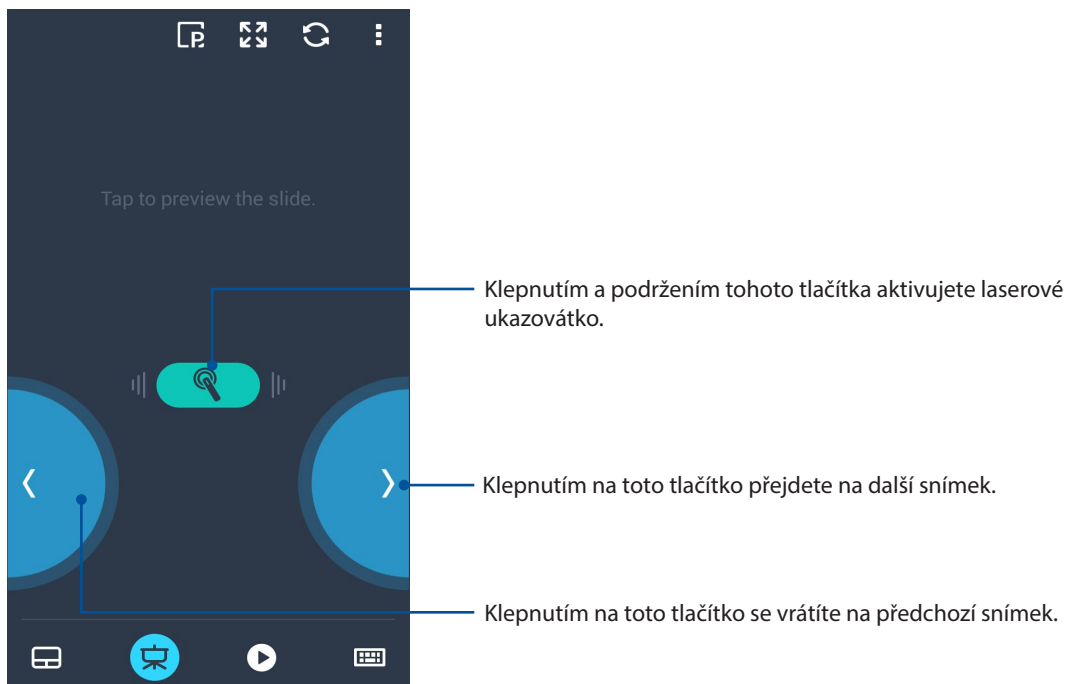 Tap to preview the slide.
Klepnutím a podržením tohoto tlačítka aktivujete laserové
ukazovátko.
Klepnutím na toto tlačítko přejdete na další snímek.
Klepnutím na toto tlačítko se vrátíte na předchozí snímek.